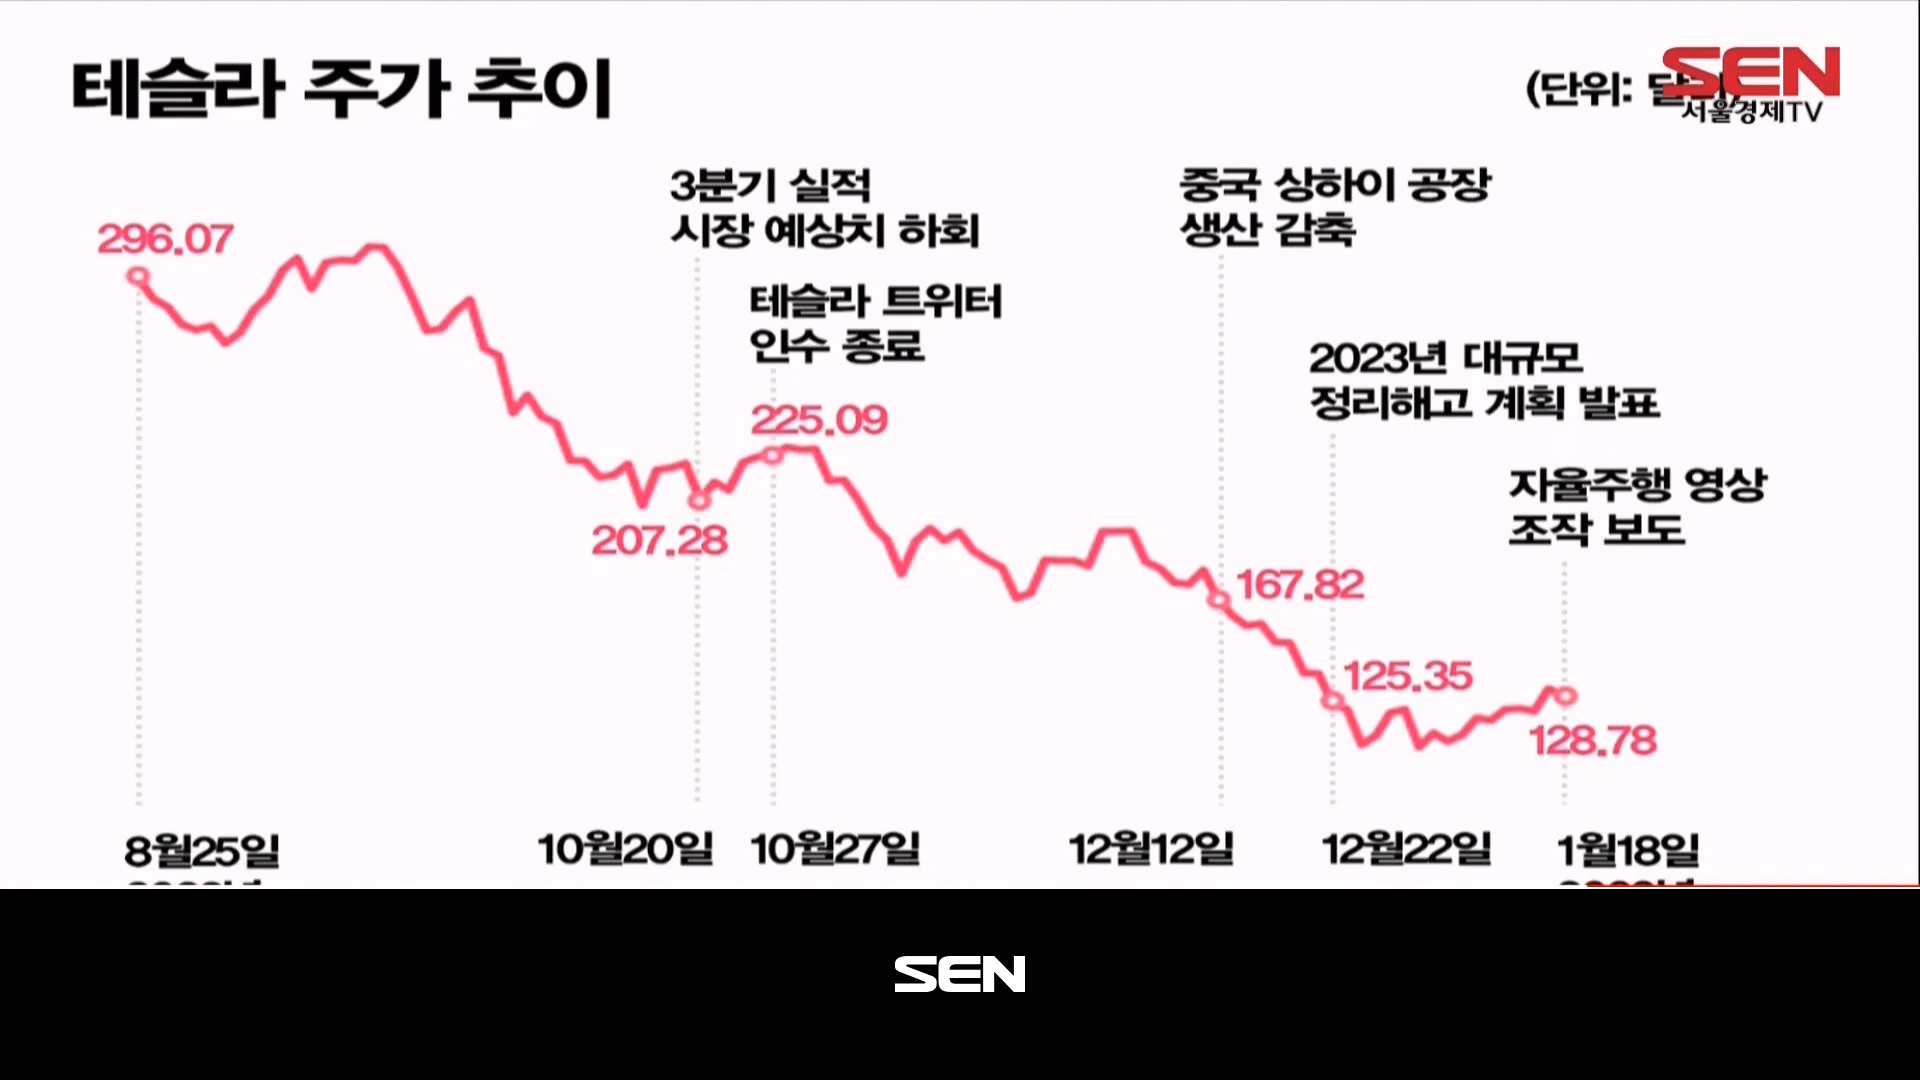 테슬라 주가 추이
(단위:
SEN
서울경제TV
3분기 실적
시장 예상치 하회
중국 상하이 공장
생산 감축
296.07
테슬라 트위터
인수 종료
2023년 대규모
정리해고 계획 발표
225.09
자율주행 영상
조작 보도
207.28
167.82
125.35
128.78
8월25일
10월20일
10월27일
12월12일
12월22일
1월18일
SEN